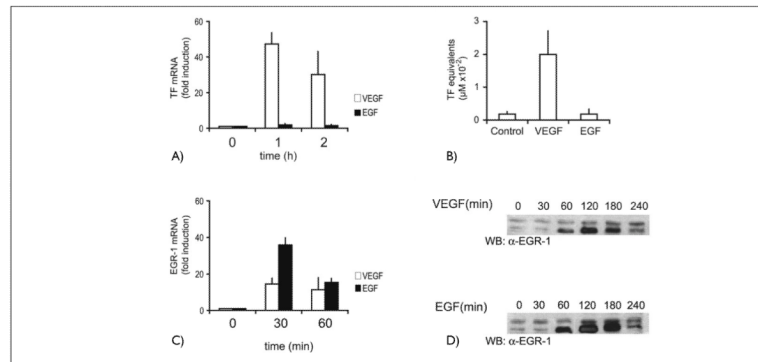 60
40
20
0
TF mRNA
(fold induction)
0 1 2
time (h)
VEGF
EGF
A)
3
2
1
0
TF equivalents
(µM x10⁻²)
Control VEGF EGF
B)
60
40
20
0
EGR-1 mRNA
(fold induction)
0 30 60
time (min)
VEGF
EGF
C)
VEGF(min) 0 30 60 120 180 240
WB: α-EGR-1
EGF(min) 0 30 60 120 180 240
WB: α-EGR-1
D)